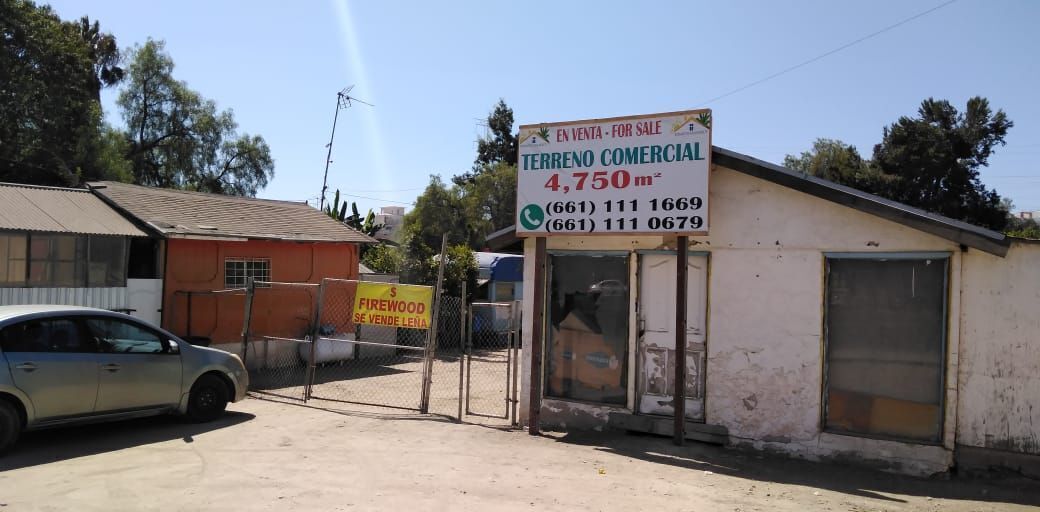 EN VENTA - FOR SALE
TERRENO COMERCIAL
4,750 m²
(661) 111 1669
(661) 111 0679
$
FIREWOOD
SE VENDE LEÑA